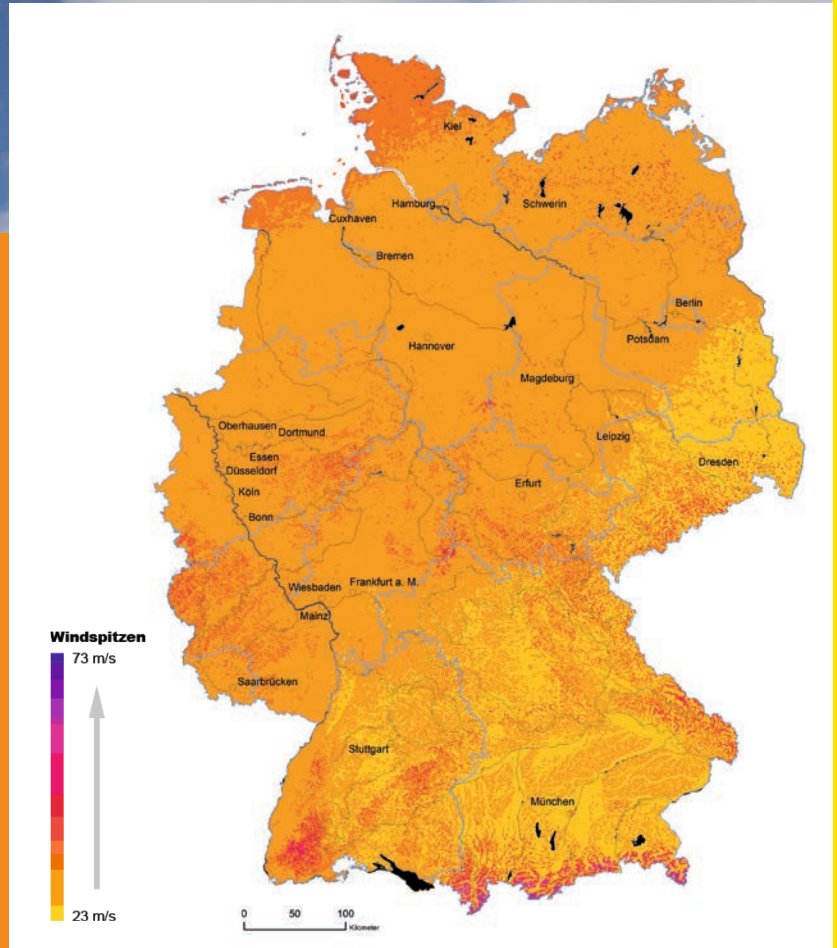 Kiel
Hamburg
Schwerin
Cuxhaven
Bremen
Berlin
Potsdam
Hannover
Magdeburg
Oberhausen
Dortmund
Leipzig
Essen
Düsseldorf
Dresden
Köln
Erfurt
Bonn
Wiesbaden
Frankfurt a. M.
Mainz
Windspitzen
73 m/s
Saarbrücken
Stuttgart
München
23 m/s
0 50 100
Kilometer